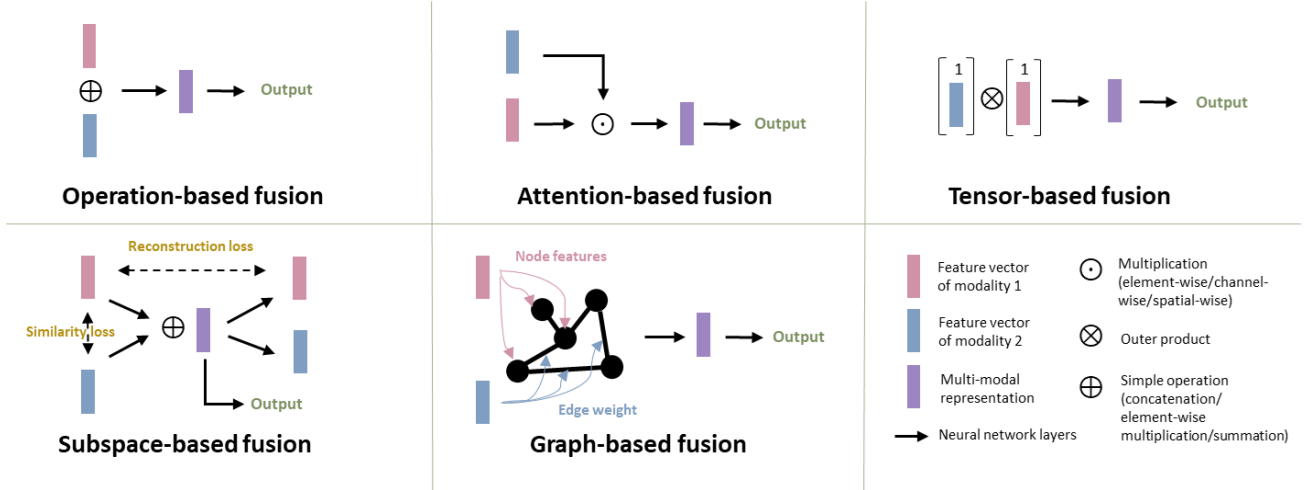 Output
Operation-based fusion
Output
Attention-based fusion
1
1
Output
Tensor-based fusion
Reconstruction loss
Similarity loss
Output
Subspace-based fusion
Node features
Edge weight
Output
Graph-based fusion
Feature vector
of modality 1
Feature vector
of modality 2
Multi-modal
representation
Neural network layers
Multiplication
(element-wise/channel-
wise/spatial-wise)
Outer product
Simple operation
(concatenation/
element-wise
multiplication/summation)